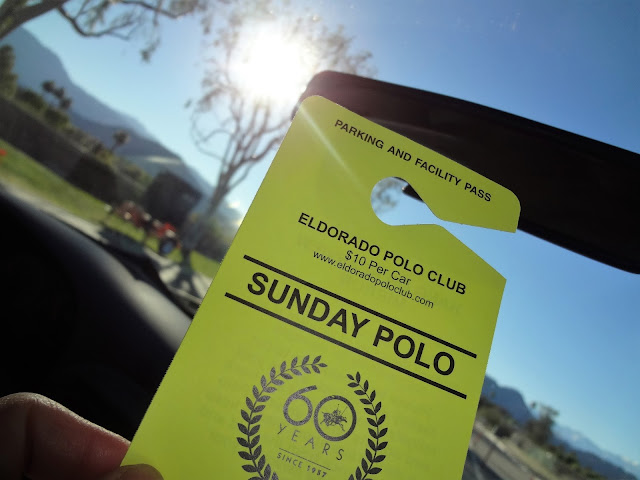 PARKING AND FACILITY PASS
ELDORADO POLO CLUB
$10 Per Car
www.eldoradopoloclub.com
SUNDAY POLO
60
YEARS
SINCE 1957